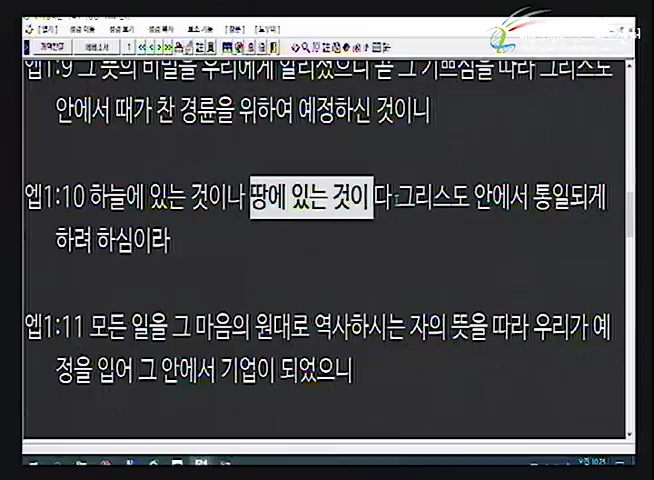 엡1:9 그 뜻의 비밀을 우리에게 알리셨으니 곧 그 기쁘심을 따라 그리스도
안에서 때가 찬 경륜을 위하여 예정하신 것이니
엡1:10 하늘에 있는 것이나 땅에 있는 것이 다 그리스도 안에서 통일되게
하려 하심이라
엡1:11 모든 일을 그 마음의 원대로 역사하시는 자의 뜻을 따라 우리가 예
정을 입어 그 안에서 기업이 되었으니